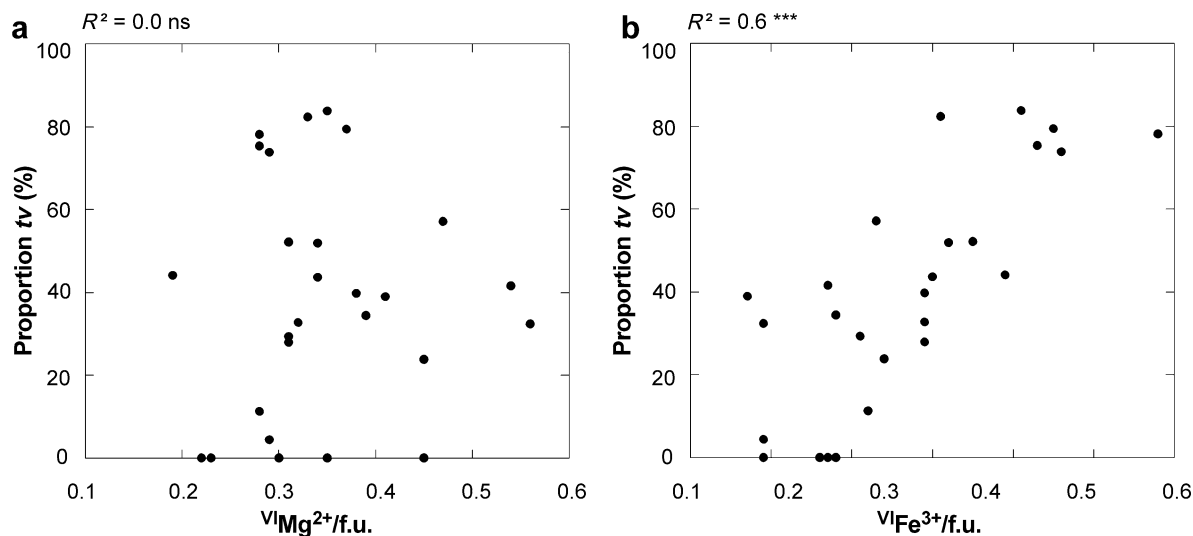 a
R² = 0.0 ns
100
80
60
40
20
0
Proportion tv (%)
0.1 0.2 0.3 0.4 0.5 0.6
VIMg2+/f.u.
b
R² = 0.6 ***
100
80
60
40
20
0
Proportion tv (%)
0.1 0.2 0.3 0.4 0.5 0.6
VIFe3+/f.u.